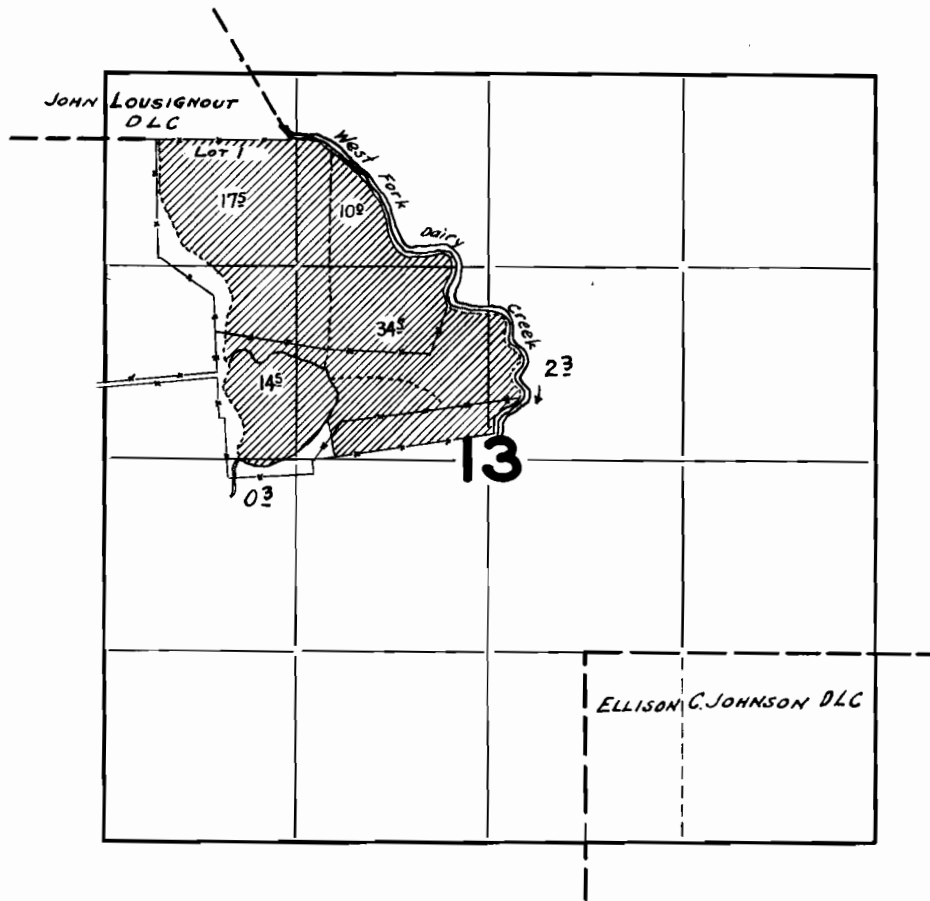 JOHN LOUSIGNOUT
DLC
LOT 1
West Fork
Dairy
Creek
17 5
10 0
34 5
14 5
2 3
13
0 3
ELLISON C. JOHNSON DLC